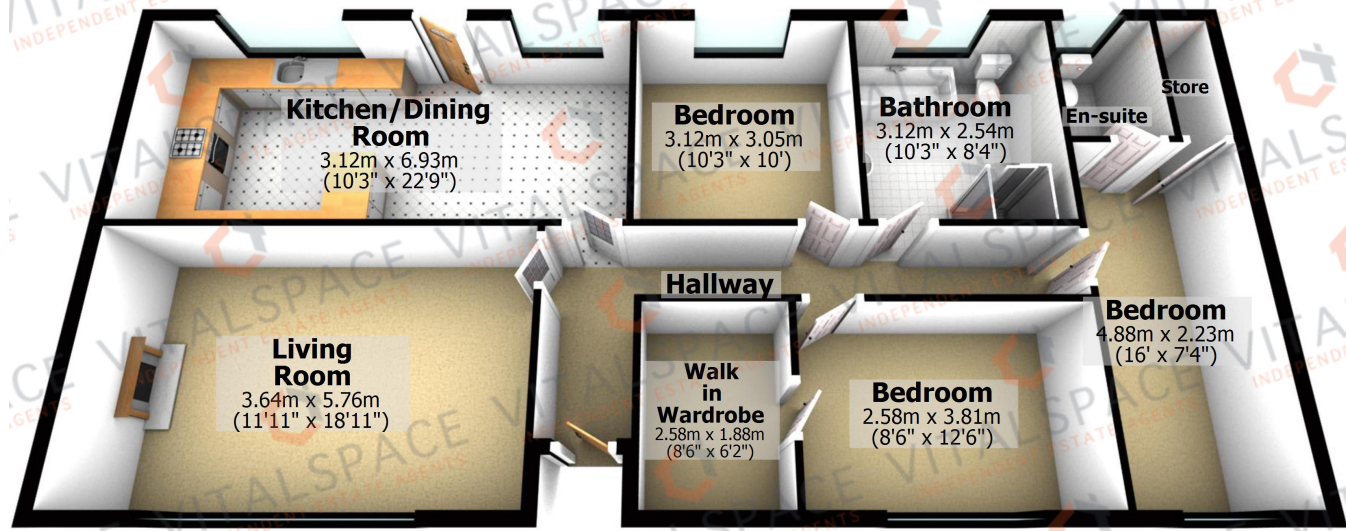 Kitchen/Dining
Room
3.12m x 6.93m
(10'3" x 22'9")
Bedroom
3.12m x 3.05m
(10'3" x 10')
Bathroom
3.12m x 2.54m
(10'3" x 8'4")
En-suite
Store
Hallway
Living
Room
3.64m x 5.76m
(11'11" x 18'11")
Walk
in
Wardrobe
2.58m x 1.88m
(8'6" x 6'2")
Bedroom
2.58m x 3.81m
(8'6" x 12'6")
Bedroom
4.88m x 2.23m
(16' x 7'4")
VITALSPACE
INDEPENDENT ESTATE AGENTS